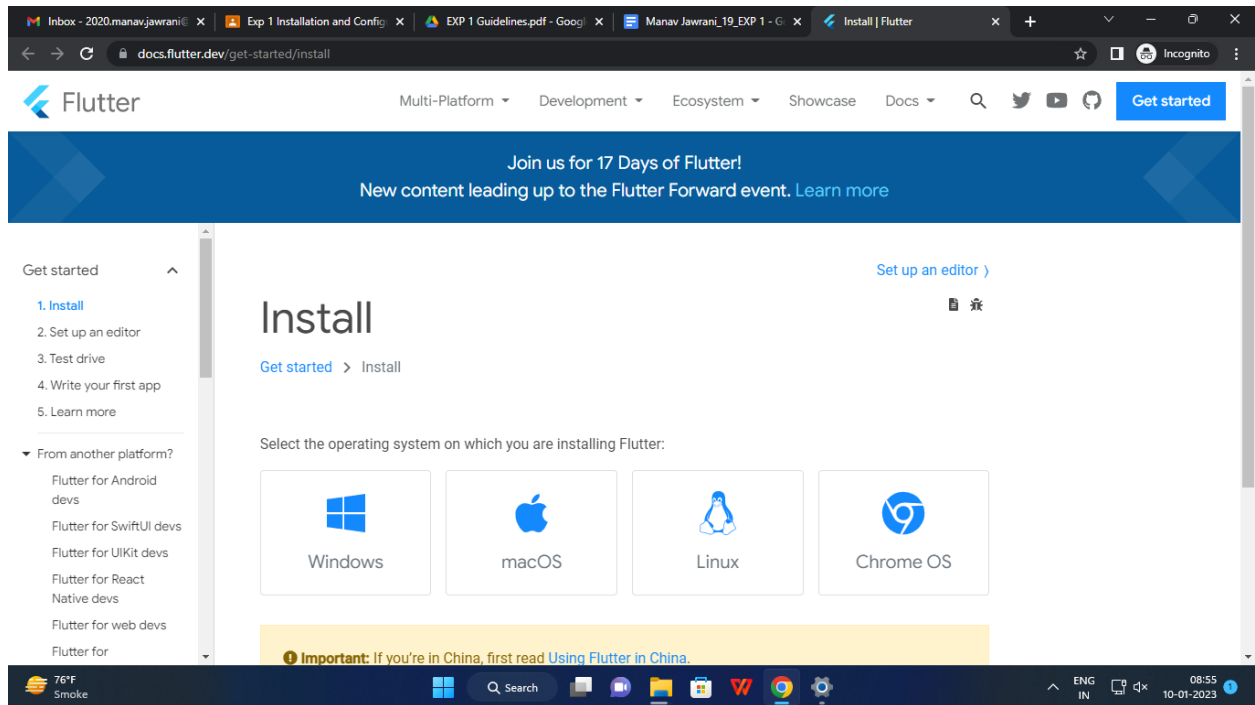 Inbox - 2020.manav.jawrani@
Exp 1 Installation and Config
EXP 1 Guidelines.pdf - Googl
Manav Jawrani_19_EXP 1 - G
Install | Flutter
docs.flutter.dev/get-started/install
Incognito
Flutter
Multi-Platform
Development
Ecosystem
Showcase
Docs
Get started
Join us for 17 Days of Flutter!
New content leading up to the Flutter Forward event. Learn more
Get started
1. Install
2. Set up an editor
3. Test drive
4. Write your first app
5. Learn more
From another platform?
Flutter for Android
devs
Flutter for SwiftUI devs
Flutter for UIKit devs
Flutter for React
Native devs
Flutter for web devs
Flutter for
Set up an editor
Install
Get started > Install
Select the operating system on which you are installing Flutter:
Windows
macOS
Linux
Chrome OS
Important: If you're in China, first read Using Flutter in China.
76°F
Smoke
Search
ENG
IN
08:55
10-01-2023
1